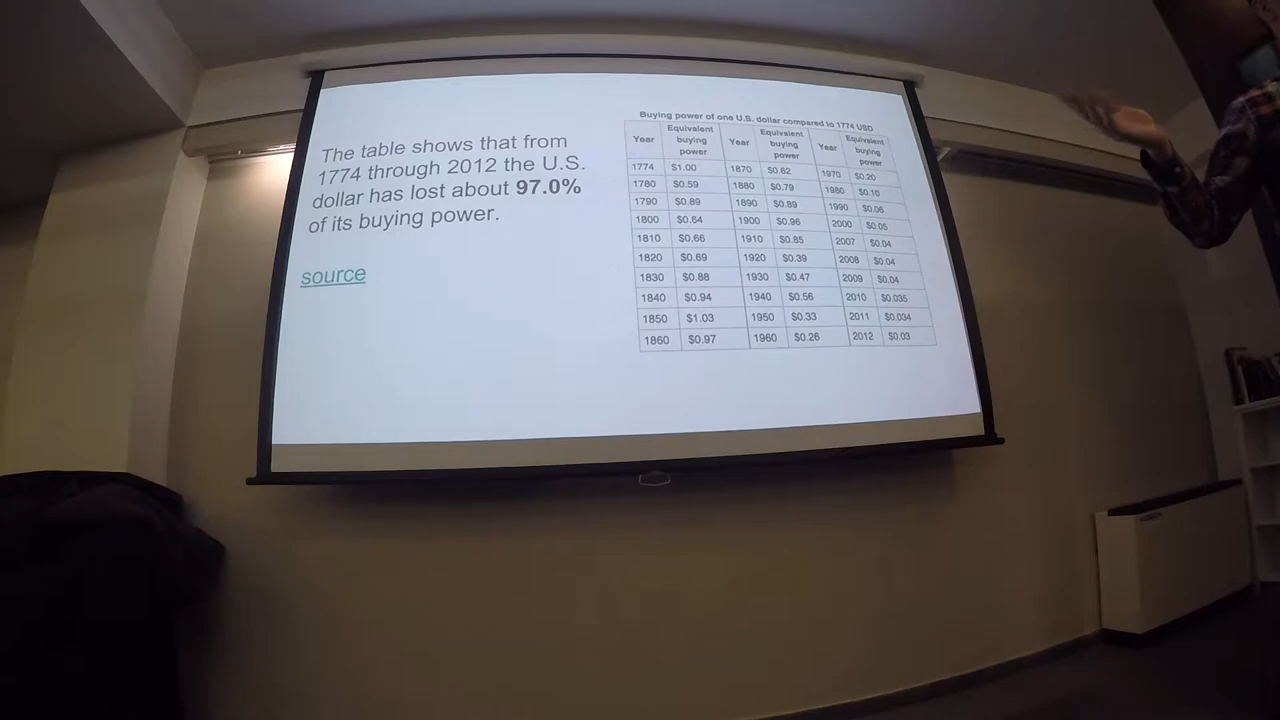 The table shows that from
1774 through 2012 the U.S.
dollar has lost about 97.0%
of its buying power.
source
Buying power of one U.S. dollar compared to 1774 USD
Year Equivalent buying power Year Equivalent buying power Year Equivalent buying power
1774 $1.00 1870 $0.62 1970 $0.20
1780 $0.59 1880 $0.79 1980 $0.10
1790 $0.89 1890 $0.89 1990 $0.06
1800 $0.64 1900 $0.96 2000 $0.05
1810 $0.66 1910 $0.85 2007 $0.04
1820 $0.69 1920 $0.39 2008 $0.04
1830 $0.88 1930 $0.47 2009 $0.04
1840 $0.94 1940 $0.56 2010 $0.035
1850 $1.03 1950 $0.33 2011 $0.034
1860 $0.97 1960 $0.26 2012 $0.03